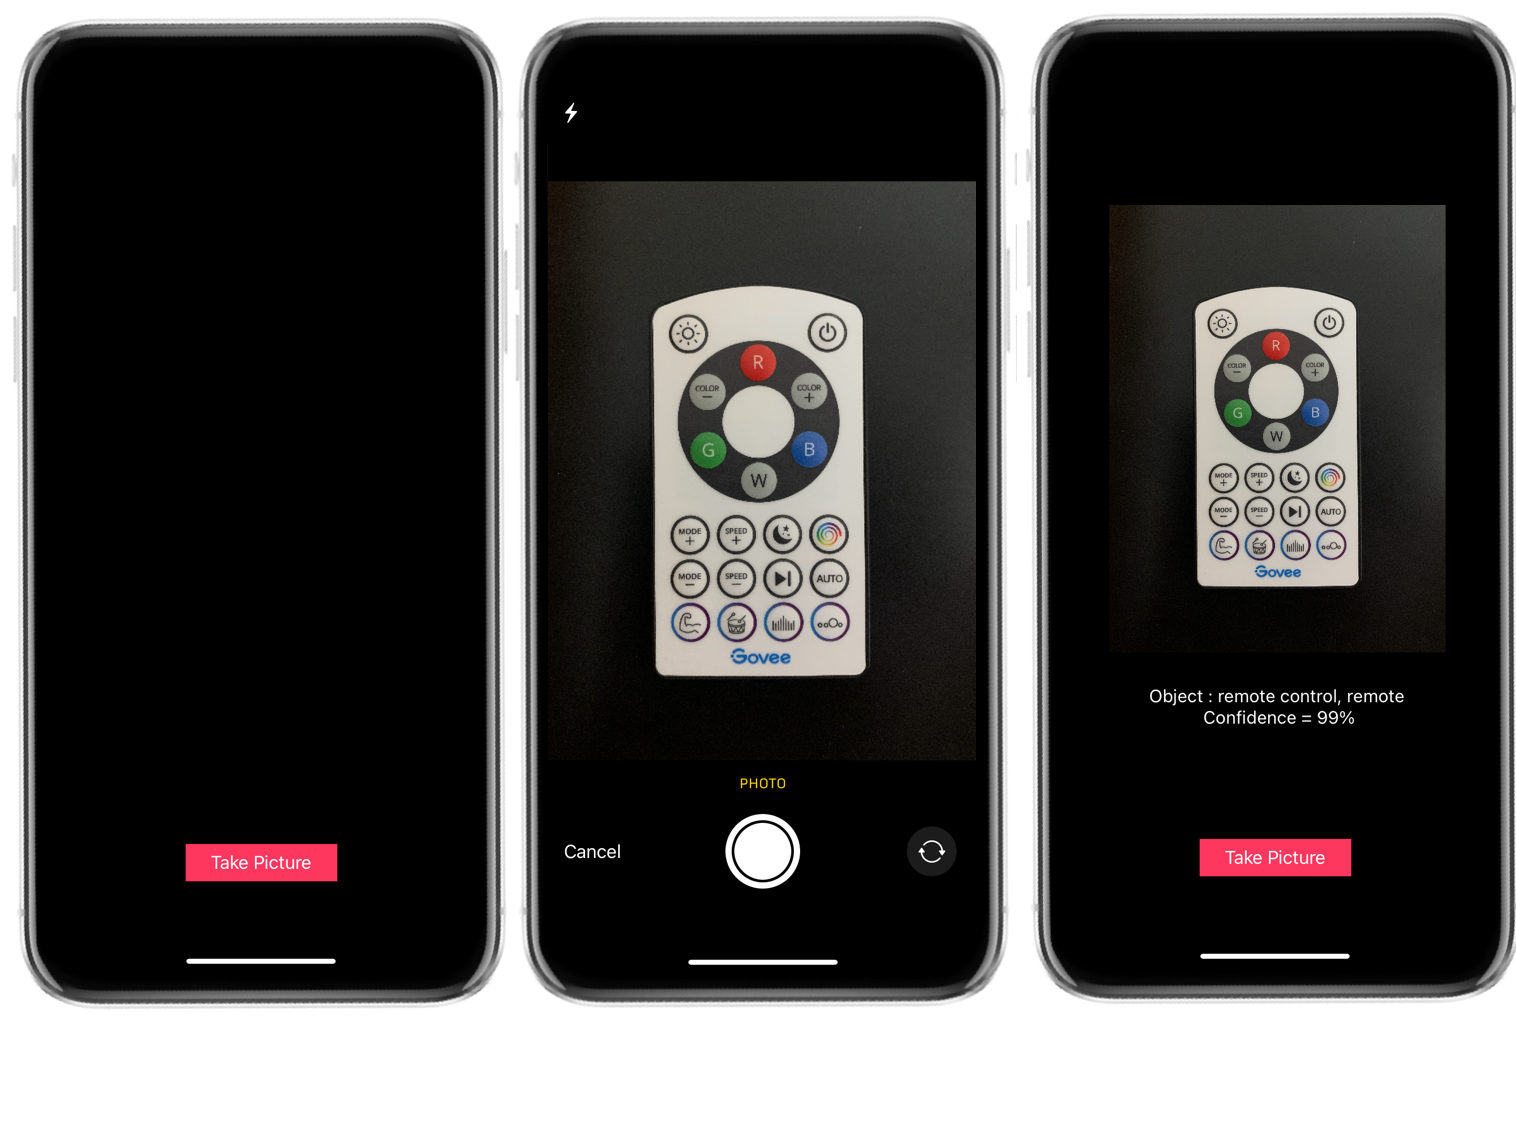 Take Picture
R
COLOR
−
COLOR
+
G
B
W
MODE
+
SPEED
+
MODE
−
SPEED
−
AUTO
Govee
PHOTO
Cancel
R
COLOR
−
COLOR
+
G
B
W
MODE
+
SPEED
+
MODE
−
SPEED
−
AUTO
Govee
Object : remote control, remote
Confidence = 99%
Take Picture